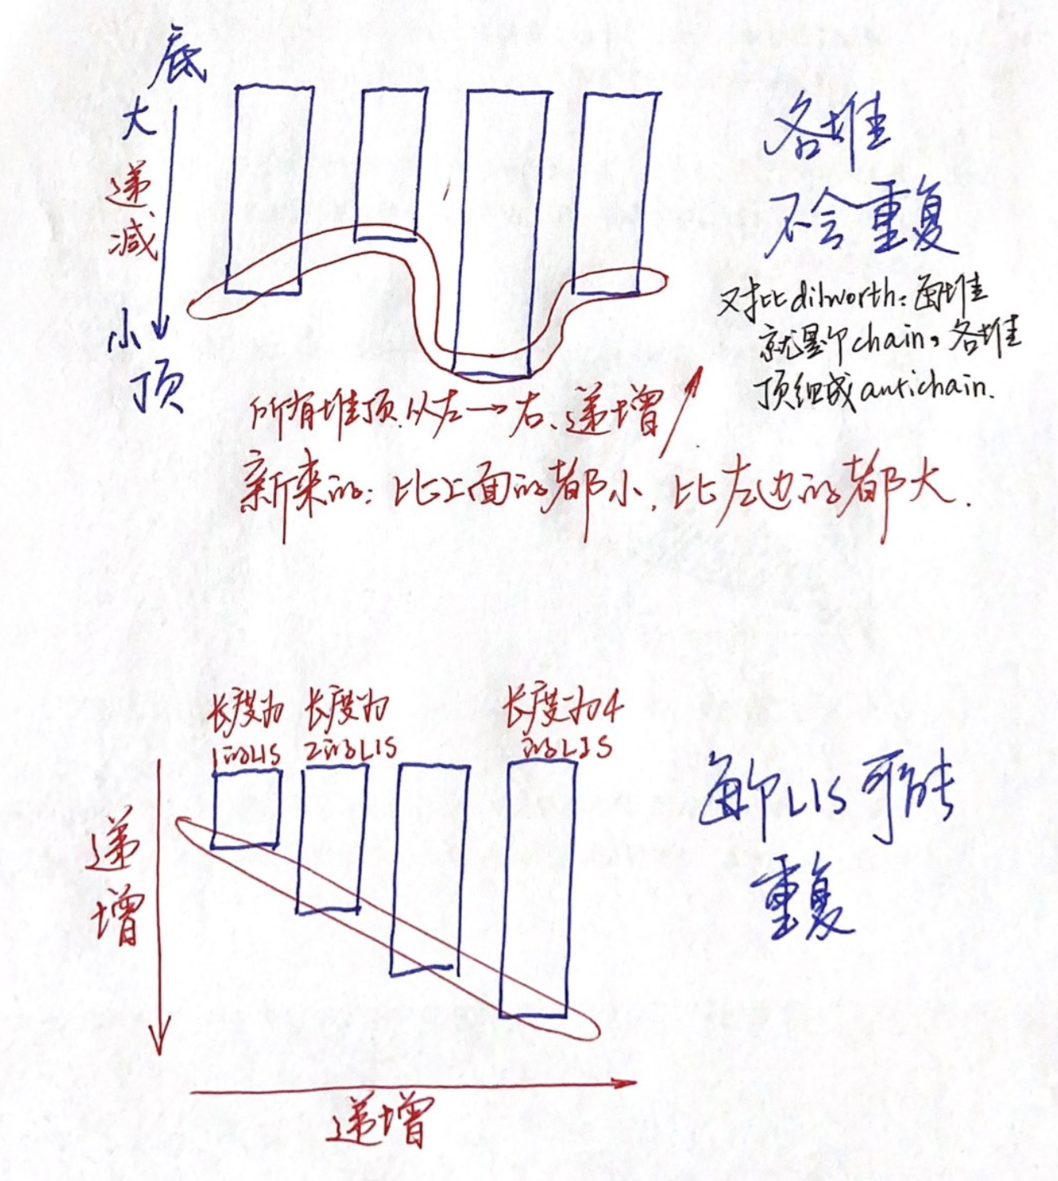 底
大
递
减
小
顶
各堆
不会重复
对比dilworth:每堆
就是个chain。各堆
顶组成antichain.
所有堆顶.从左→右、递增
新来的:比上面的都小,比左边的都大.
长度为
1的LIS
长度为
2的LIS
长度为4
的LIS
递
增
每个LIS可能
重复
递增